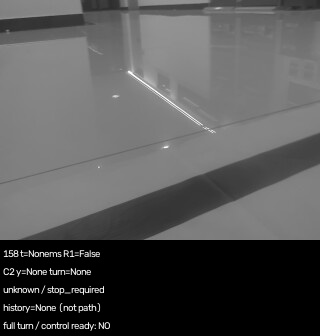 158 t=Nonems R1=False
C2 y=None turn=None
unknown / stop_required
history=None (not path)
full turn / control ready: NO